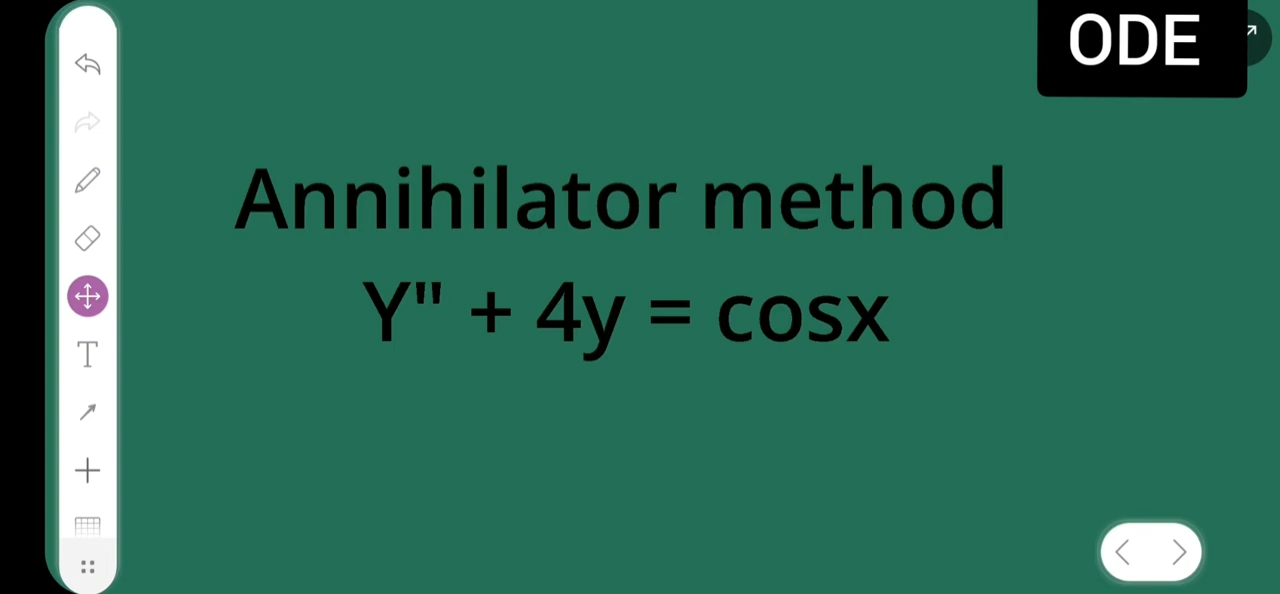 ODE
Annihilator method
Y" + 4y = cosx
T